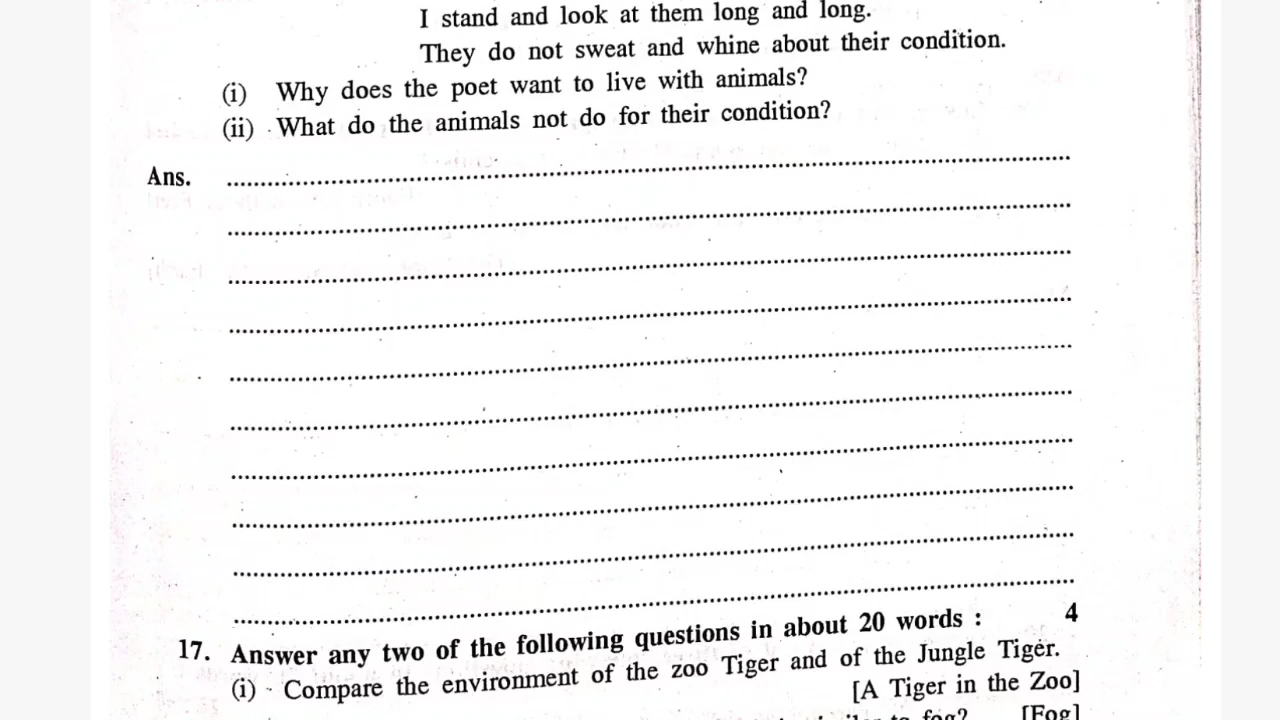 I stand and look at them long and long.
They do not sweat and whine about their condition.
(i) Why does the poet want to live with animals?
(ii) What do the animals not do for their condition?
Ans.
17. Answer any two of the following questions in about 20 words : 4
(i) Compare the environment of the zoo Tiger and of the Jungle Tiger.
[A Tiger in the Zoo]
to fog? [Fog]